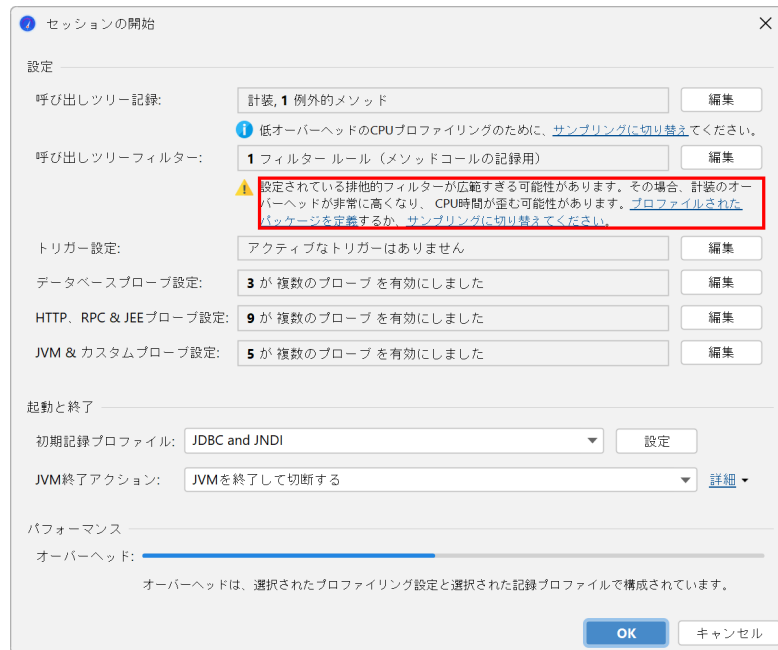 セッションの開始
設定
呼び出しツリー記録: 計装, 1 例外的メソッド 編集
低オーバーヘッドのCPUプロファイリングのために、サンプリングに切り替えてください。
呼び出しツリーフィルター: 1 フィルター ルール（メソッドコールの記録用） 編集
設定されている排他的フィルターが広範すぎる可能性があります。その場合、計装のオー
バーヘッドが非常に高くなり、 CPU時間が歪む可能性があります。プロファイルされた
パッケージを定義するか、サンプリングに切り替えてください。
トリガー設定: アクティブなトリガーはありません 編集
データベースプローブ設定: 3 が 複数のプローブ を有効にしました 編集
HTTP、RPC & JEEプローブ設定: 9 が 複数のプローブ を有効にしました 編集
JVM & カスタムプローブ設定: 5 が 複数のプローブ を有効にしました 編集
起動と終了
初期記録プロファイル: JDBC and JNDI 設定
JVM終了アクション: JVMを終了して切断する 詳細
パフォーマンス
オーバーヘッド:
オーバーヘッドは、選択されたプロファイリング設定と選択された記録プロファイルで構成されています。
OK キャンセル